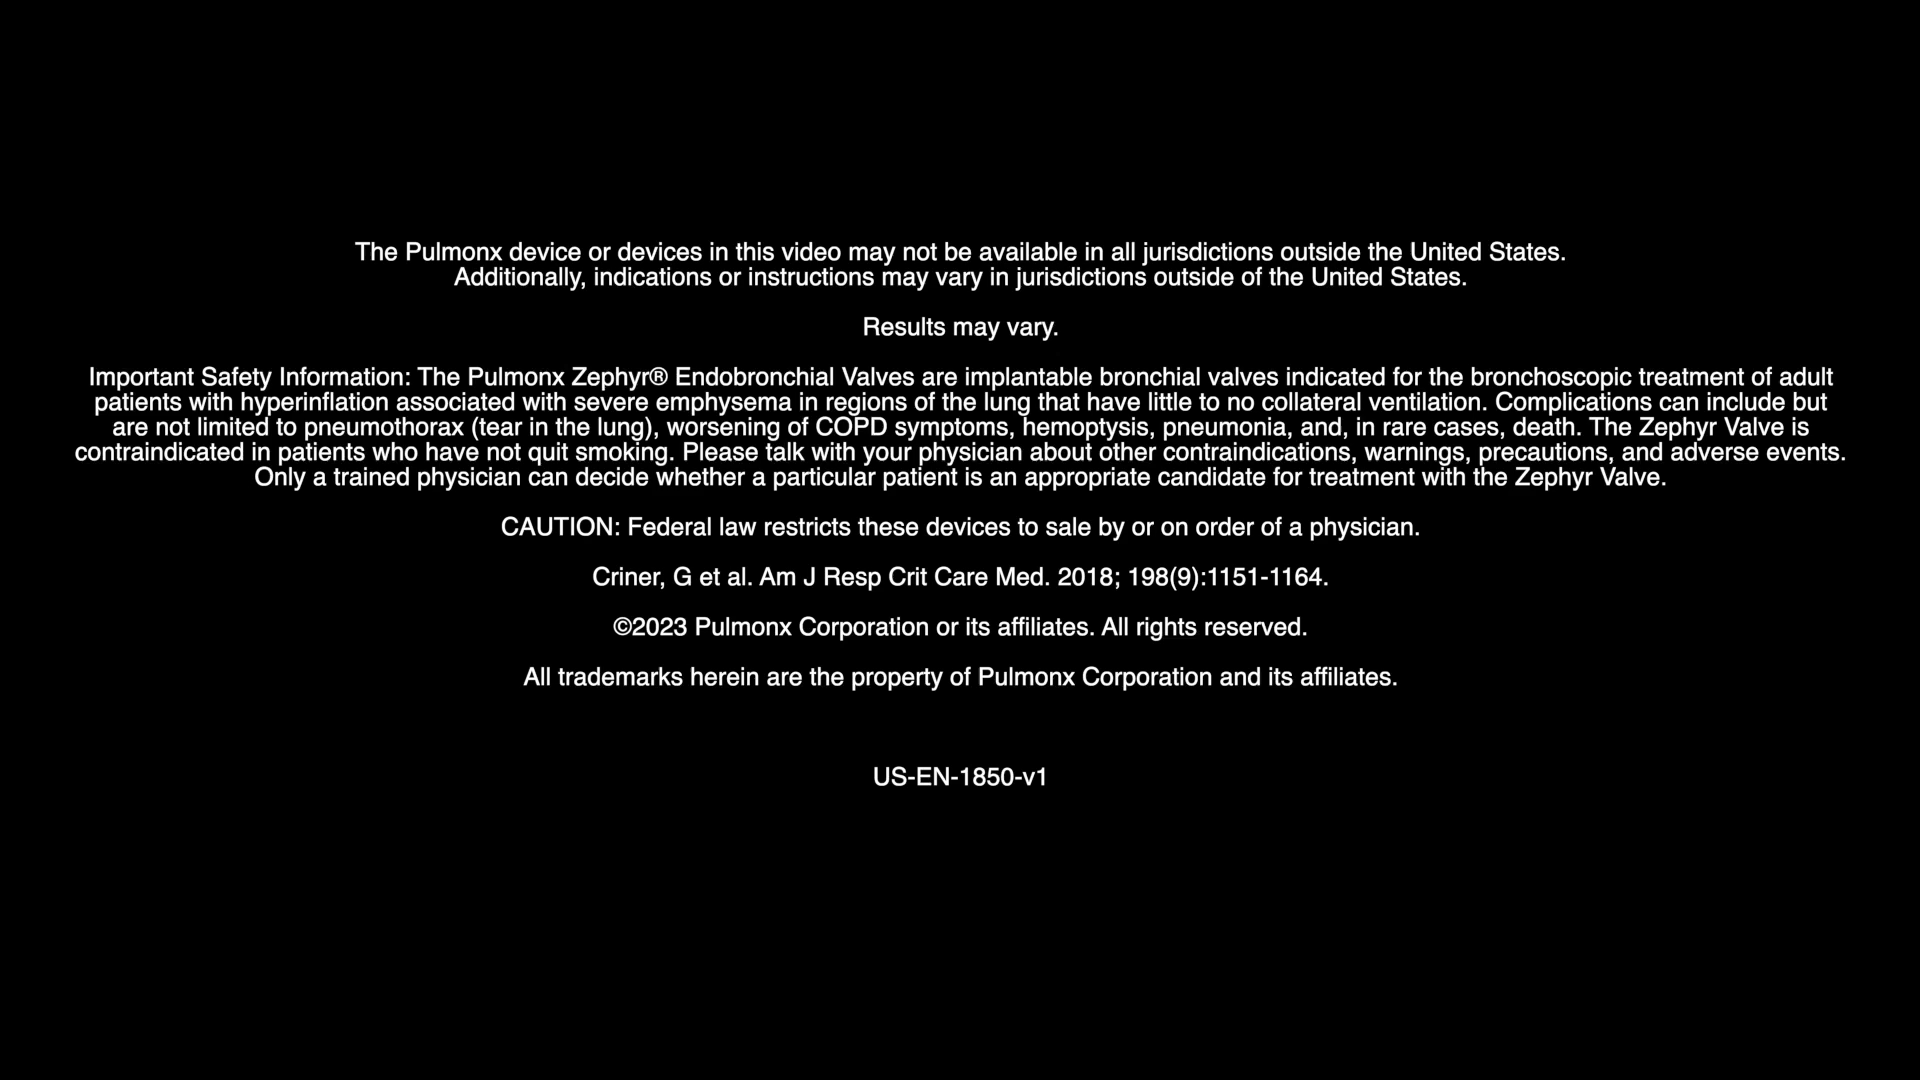 The Pulmonx device or devices in this video may not be available in all jurisdictions outside the United States.
Additionally, indications or instructions may vary in jurisdictions outside of the United States.
Results may vary.
Important Safety Information: The Pulmonx Zephyr® Endobronchial Valves are implantable bronchial valves indicated for the bronchoscopic treatment of adult
patients with hyperinflation associated with severe emphysema in regions of the lung that have little to no collateral ventilation. Complications can include but
are not limited to pneumothorax (tear in the lung), worsening of COPD symptoms, hemoptysis, pneumonia, and, in rare cases, death. The Zephyr Valve is
contraindicated in patients who have not quit smoking. Please talk with your physician about other contraindications, warnings, precautions, and adverse events.
Only a trained physician can decide whether a particular patient is an appropriate candidate for treatment with the Zephyr Valve.
CAUTION: Federal law restricts these devices to sale by or on order of a physician.
Criner, G et al. Am J Resp Crit Care Med. 2018; 198(9):1151-1164.
©2023 Pulmonx Corporation or its affiliates. All rights reserved.
All trademarks herein are the property of Pulmonx Corporation and its affiliates.
US-EN-1850-v1